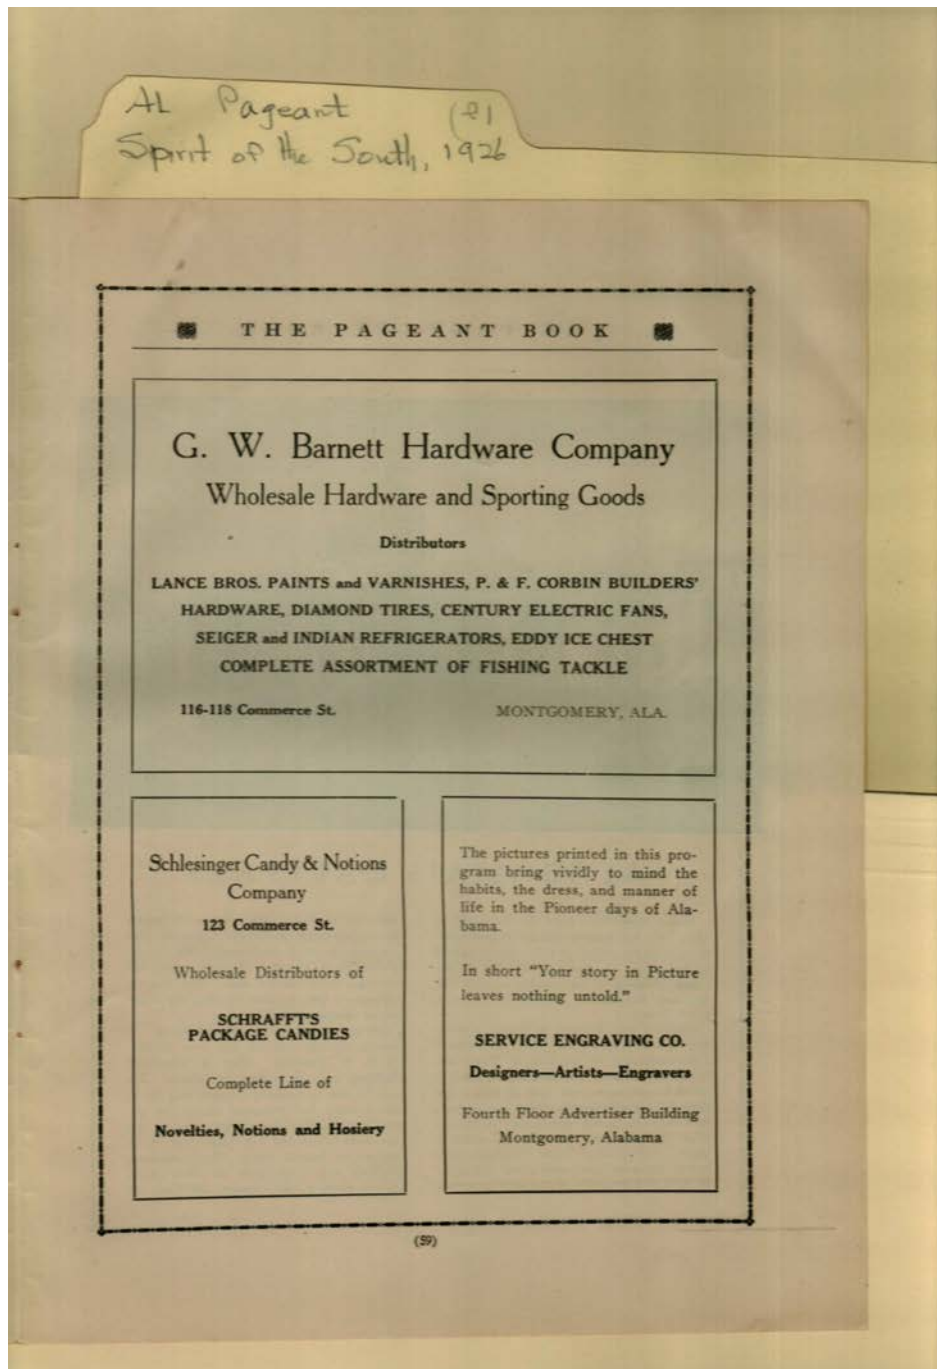 AL Pageant
Spirit of the South, 1926
THE PAGEANT BOOK
G. W. Barnett Hardware Company
Wholesale Hardware and Sporting Goods
Distributors
LANCE BROS. PAINTS and VARNISHES, P. & F. CORBIN BUILDERS'
HARDWARE, DIAMOND TIRES, CENTURY ELECTRIC FANS,
SEIGER and INDIAN REFRIGERATORS, EDDY ICE CHEST
COMPLETE ASSORTMENT OF FISHING TACKLE
116-118 Commerce St. MONTGOMERY, ALA.
Schlesinger Candy & Notions
Company
123 Commerce St.
Wholesale Distributors of
SCHRAFFT'S
PACKAGE CANDIES
Complete Line of
Novelties, Notions and Hosiery
The pictures printed in this pro-
gram bring vividly to mind the
habits, the dress, and manner of
life in the Pioneer days of Ala-
bama.
In short "Your story in Picture
leaves nothing untold."
SERVICE ENGRAVING CO.
Designers—Artists—Engravers
Fourth Floor Advertiser Building
Montgomery, Alabama
(59)